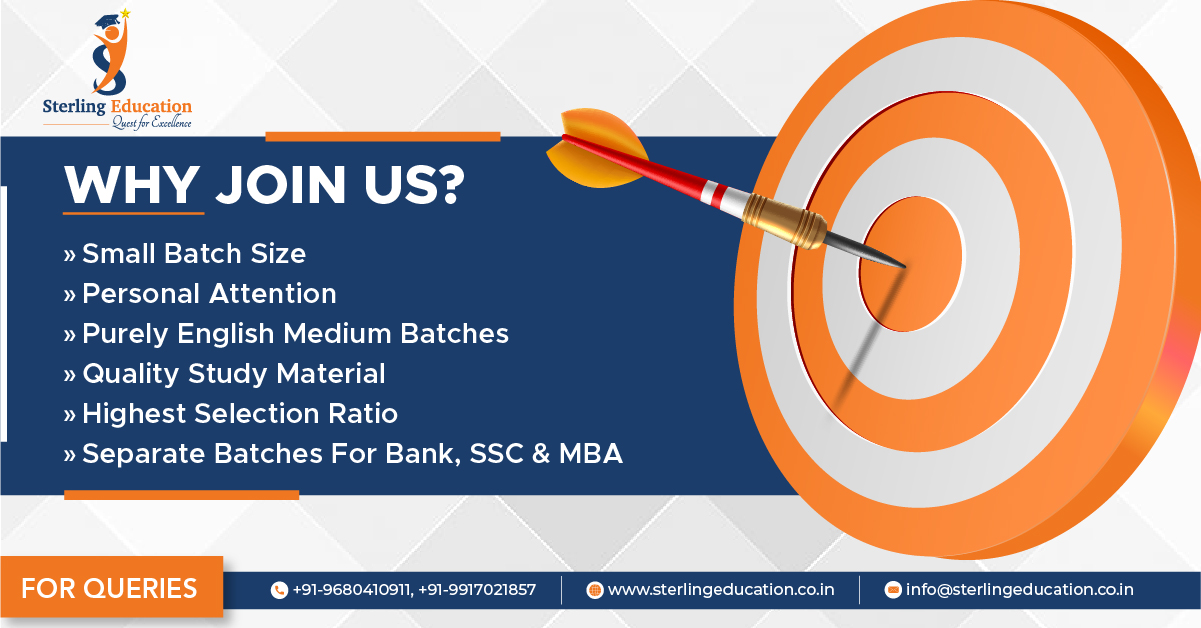 Sterling Education
Quest for Excellence
WHY JOIN US?
» Small Batch Size
» Personal Attention
» Purely English Medium Batches
» Quality Study Material
» Highest Selection Ratio
» Separate Batches For Bank, SSC & MBA
FOR QUERIES
+91-9680410911, +91-9917021857
www.sterlingeducation.co.in
info@sterlingeducation.co.in